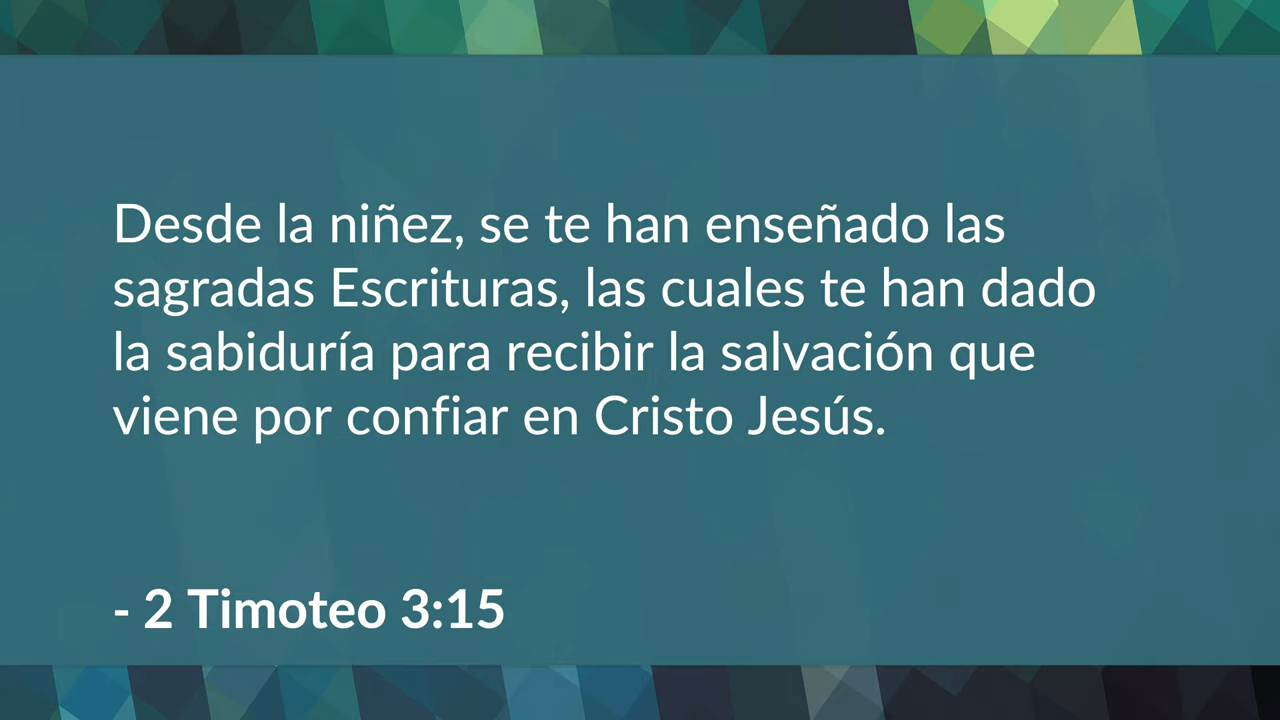 Desde la niñez, se te han enseñado las
sagradas Escrituras, las cuales te han dado
la sabiduría para recibir la salvación que
viene por confiar en Cristo Jesús.
- 2 Timoteo 3:15